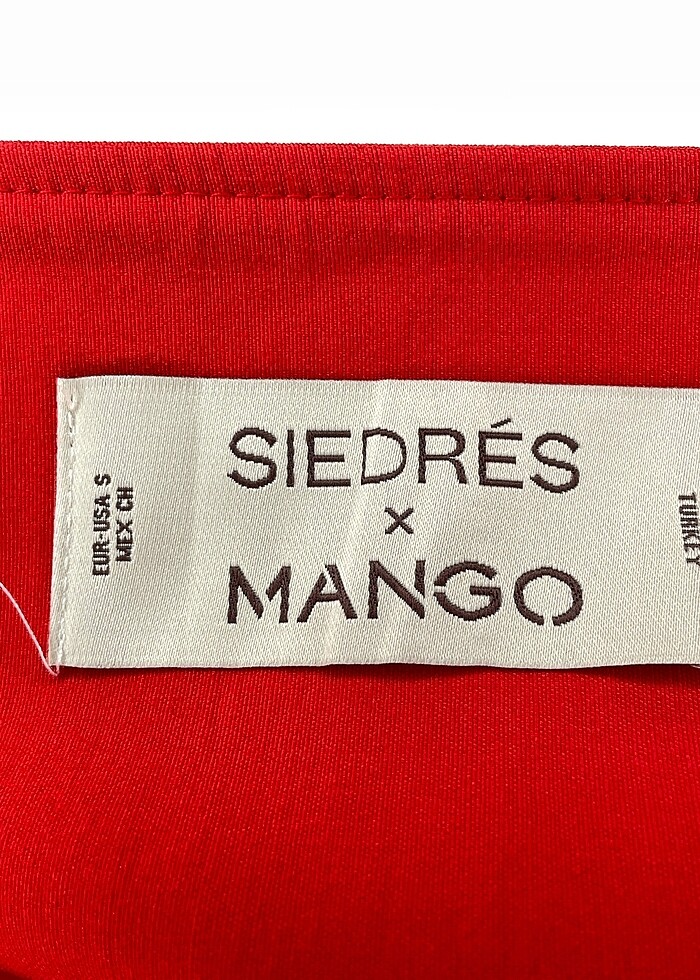 EUR-USA S
MEX CH
SIEDRÉS
×
MANGO
TURKEY